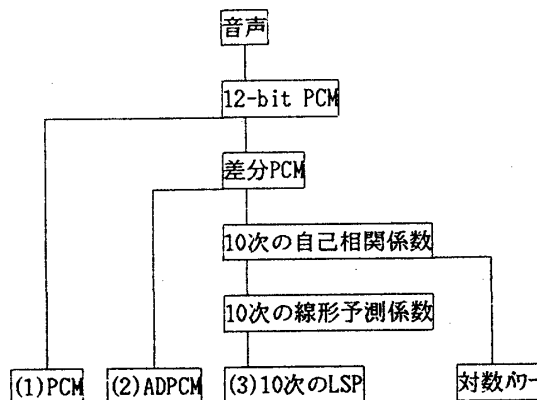 音声
12-bit PCM
差分PCM
10次の自己相関係数
10次の線形予測係数
(1)PCM
(2)ADPCM
(3)10次のLSP
対数パワー